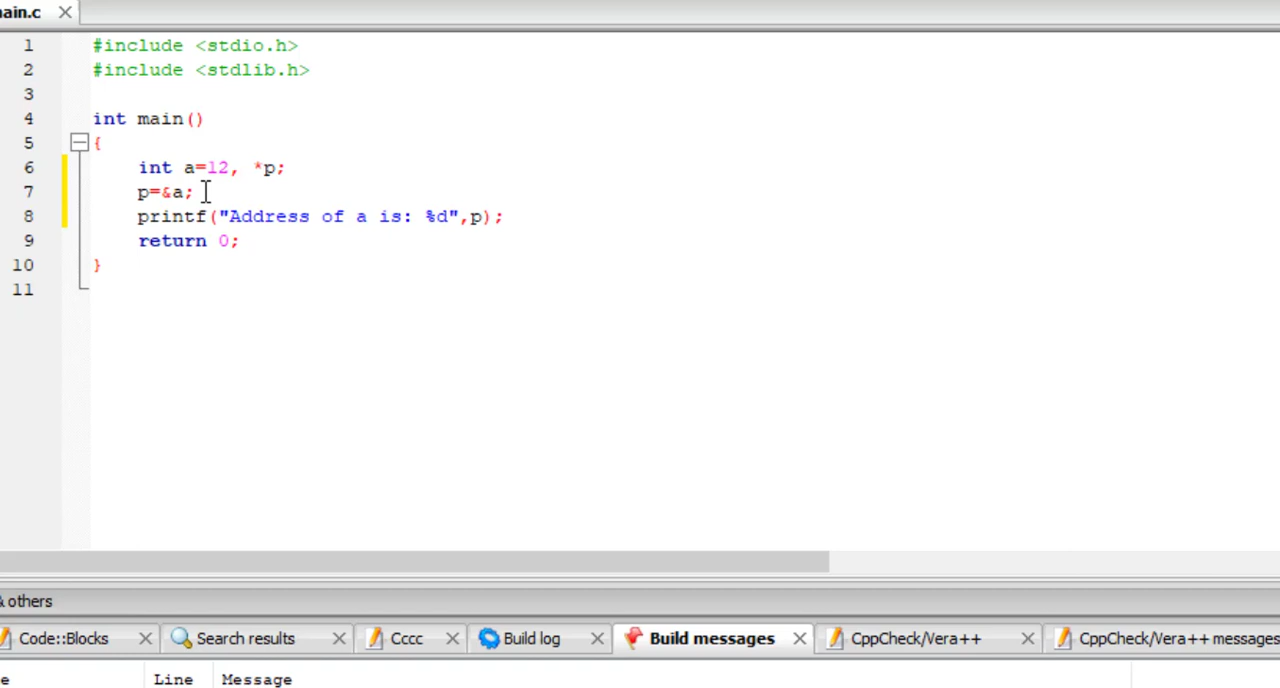 ain.c
1 #include <stdio.h>
2 #include <stdlib.h>
3
4 int main()
5 {
6 int a=12, *p;
7 p=&a;
8 printf("Address of a is: %d",p);
9 return 0;
10 }
11
& others
Code::Blocks Search results Cccc Build log Build messages CppCheck/Vera++ CppCheck/Vera++ messages
e Line Message